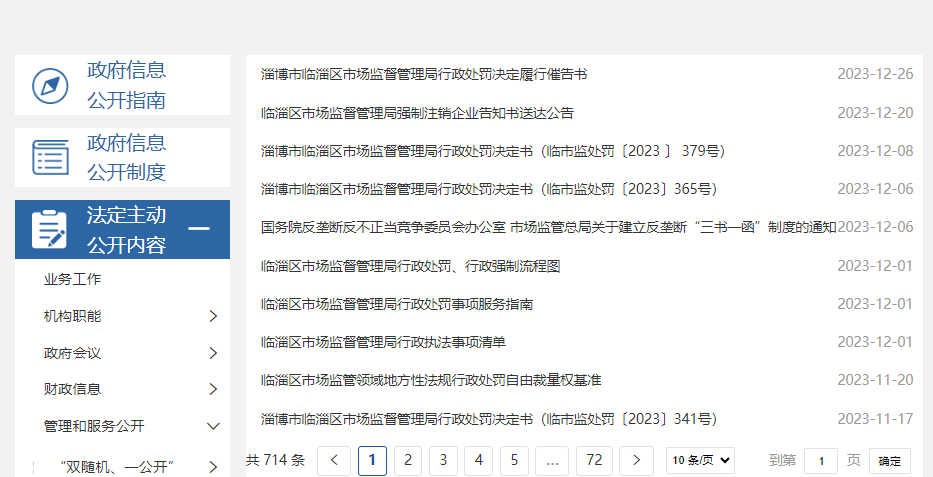 政府信息
公开指南
政府信息
公开制度
法定主动
公开内容
业务工作
机构职能
政府会议
财政信息
管理和服务公开
“双随机、一公开”
淄博市临淄区市场监督管理局行政处罚决定履行催告书 2023-12-26
临淄区市场监督管理局强制注销企业告知书送达公告 2023-12-20
淄博市临淄区市场监督管理局行政处罚决定书（临市监处罚〔2023 〕 379号） 2023-12-08
淄博市临淄区市场监督管理局行政处罚决定书（临市监处罚〔2023〕365号） 2023-12-06
国务院反垄断反不正当竞争委员会办公室 市场监管总局关于建立反垄断“三书一函”制度的通知 2023-12-06
临淄区市场监督管理局行政处罚、行政强制流程图 2023-12-01
临淄区市场监督管理局行政处罚事项服务指南 2023-12-01
临淄区市场监督管理局行政执法事项清单 2023-12-01
临淄区市场监管领域地方性法规行政处罚自由裁量权基准 2023-11-20
淄博市临淄区市场监督管理局行政处罚决定书（临市监处罚〔2023〕341号） 2023-11-17
共 714 条 < 1 2 3 4 5 ... 72 > 10 条/页 到第 1 页 确定